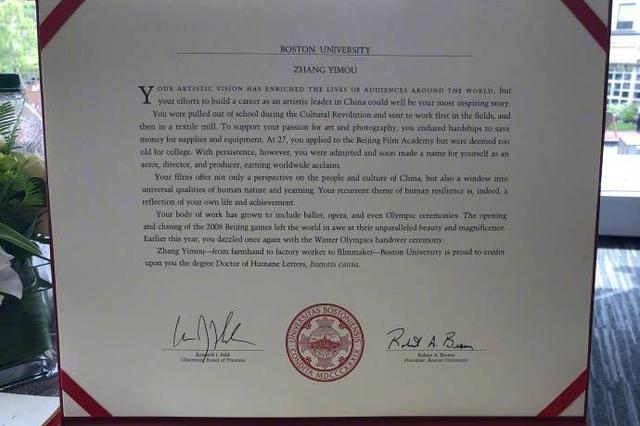 BOSTON UNIVERSITY
ZHANG YIMOU
YOUR ARTISTIC VISION HAS ENRICHED THE LIVES OF AUDIENCES AROUND THE WORLD, but
your efforts to build a career as an artistic leader in China could well be your most inspiring story.
You were pulled out of school during the Cultural Revolution and sent to work first in the fields, and
then in a textile mill. To support your passion for art and photography, you endured hardships to save
money for supplies and equipment. At 27, you applied to the Beijing Film Academy but were deemed too
old for college. With persistence, however, you were admitted and soon made a name for yourself as an
actor, director, and producer, earning worldwide acclaim.
Your films offer not only a perspective on the people and culture of China, but also a window into
universal qualities of human nature and yearning. Your recurrent theme of human resilience is, indeed, a
reflection of your own life and achievement.
Your body of work has grown to include ballet, opera, and even Olympic ceremonies. The opening
and closing of the 2008 Beijing games left the world in awe at their unparalleled beauty and magnificence.
Earlier this year, you dazzled once again with the Winter Olympics handover ceremony.
Zhang Yimou—from farmhand to factory worker to filmmaker—Boston University is proud to confer
upon you the degree Doctor of Humane Letters, honoris causa.
Kenneth J. Feld
Chairman, Board of Trustees
UNIVERSITAS BOSTONIENSIS
CONDITA MDCCCXXXIX
Robert A. Brown
Robert A. Brown
President, Boston University